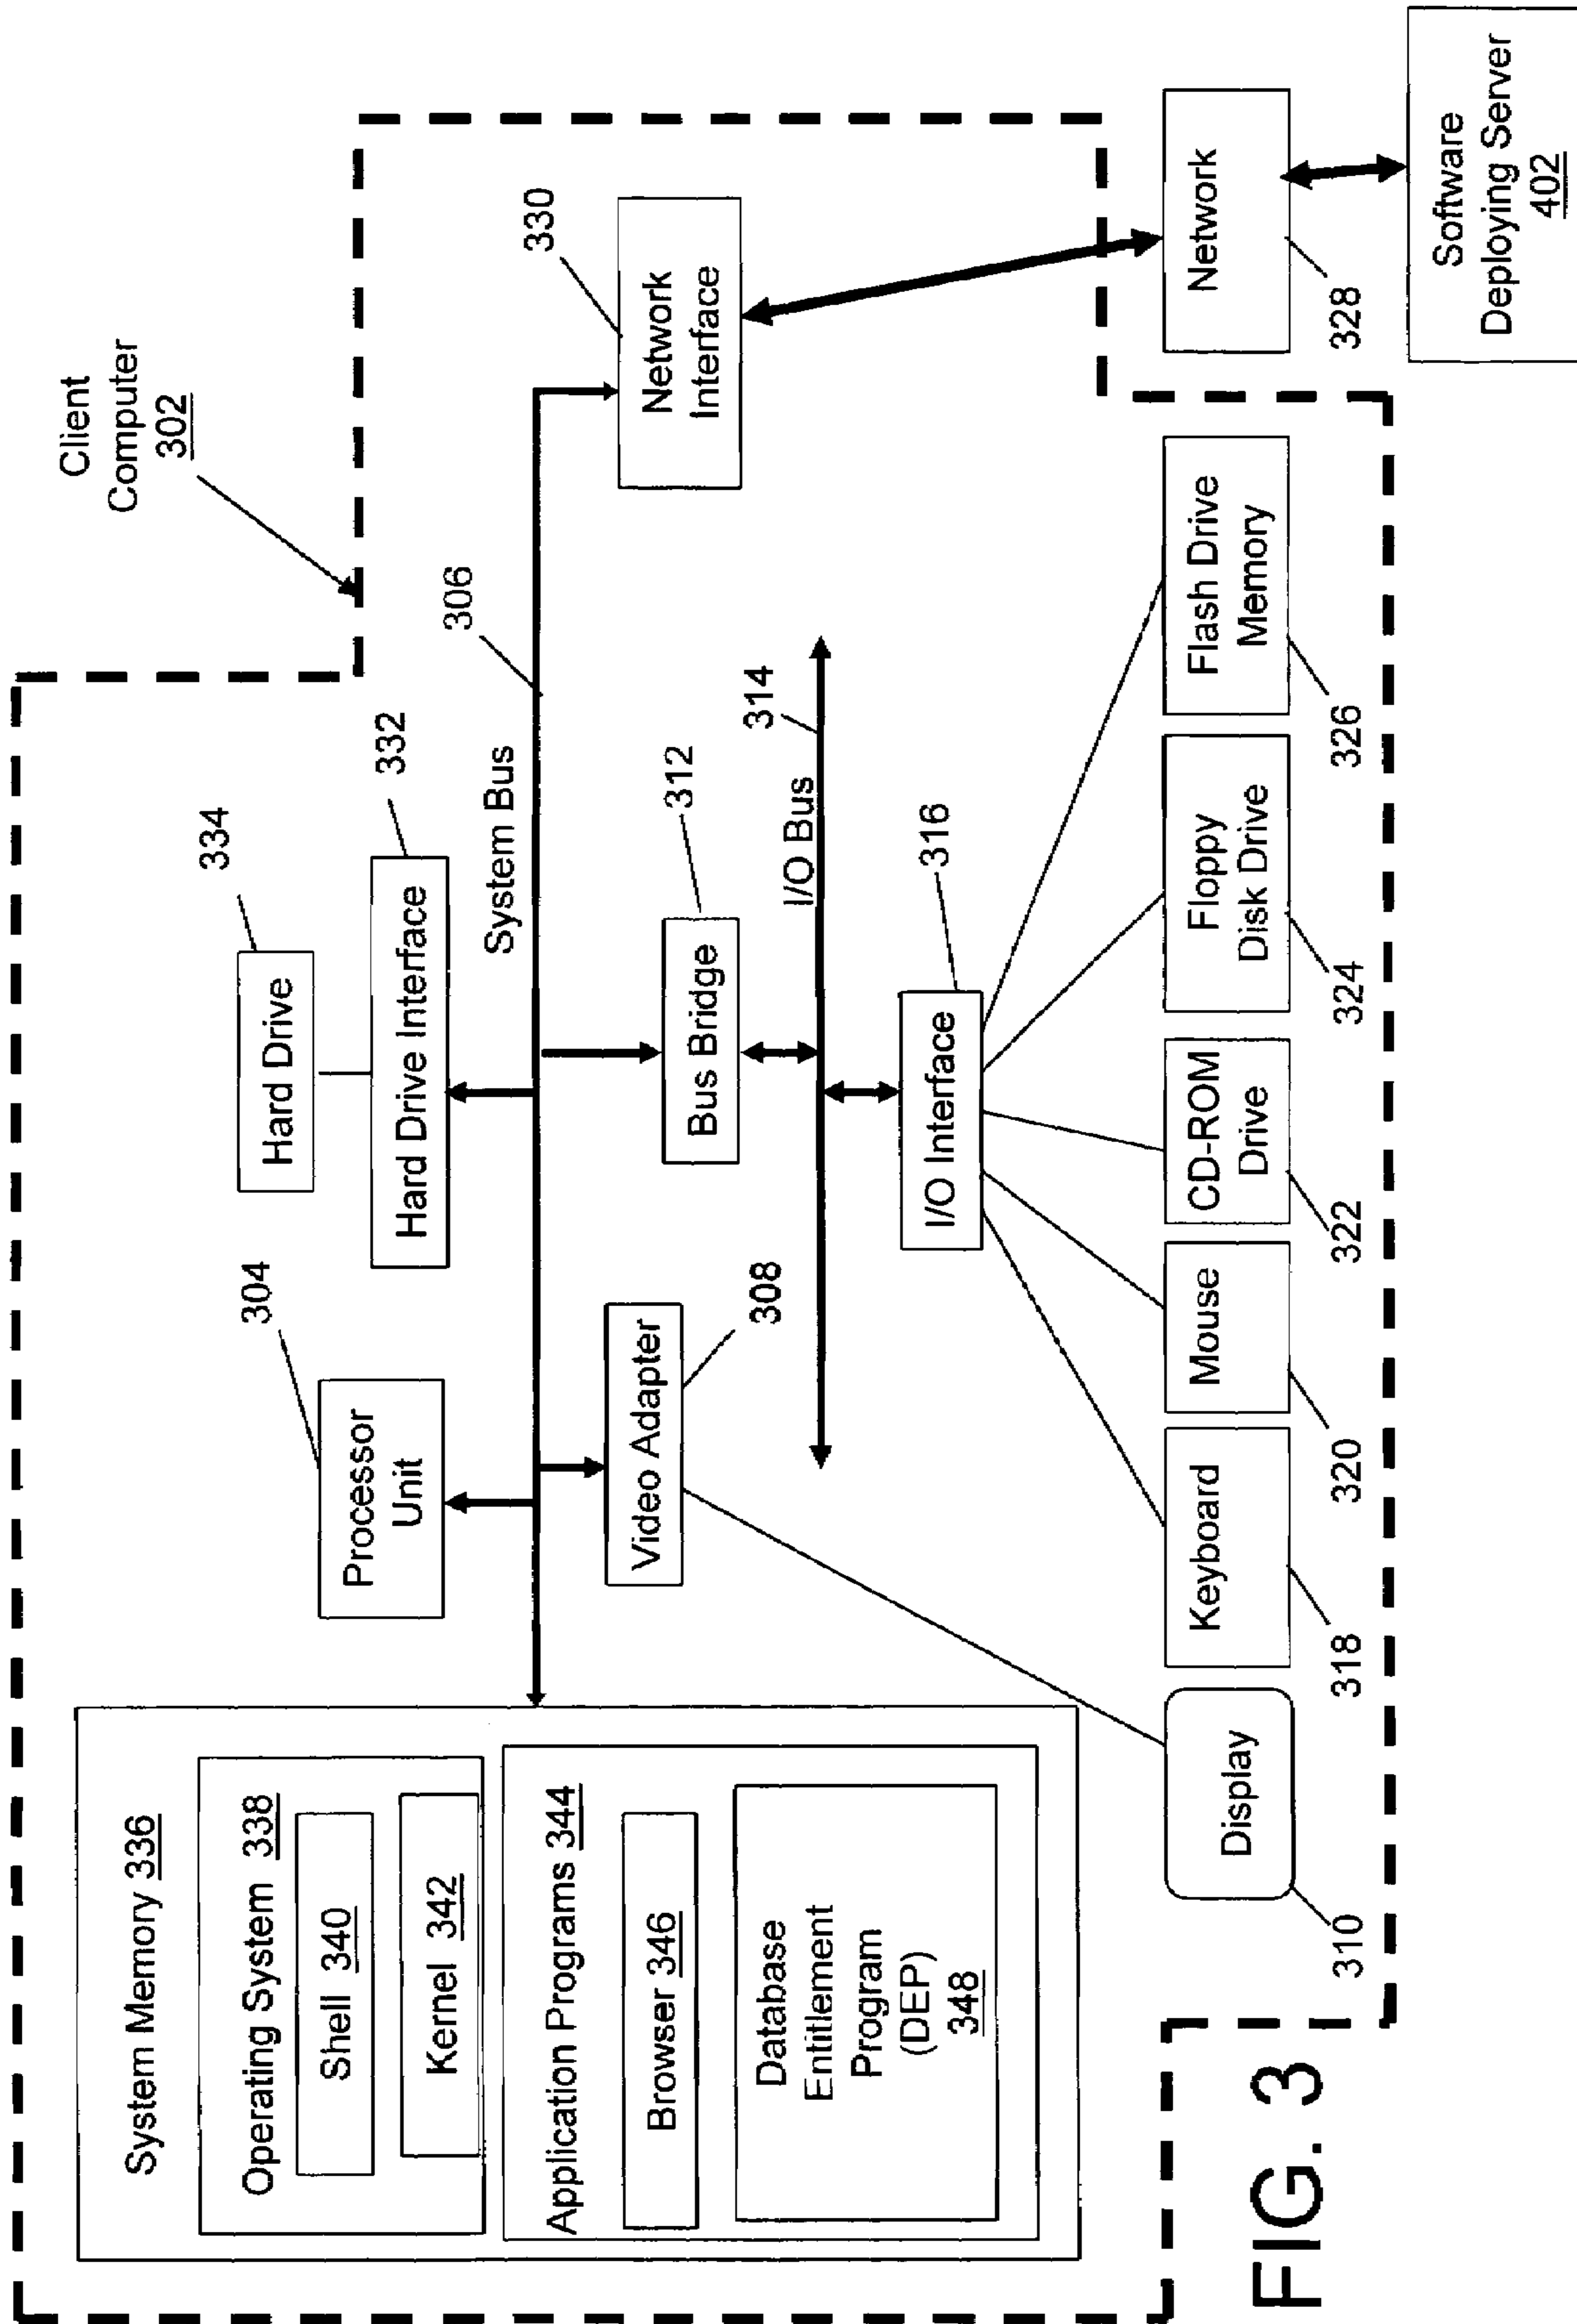 Client
Computer
302
System Memory 336
Operating System 338
Shell 340
Kernel 342
Application Programs 344
Browser 346
Database
Entitlement
Program
(DEP)
348
304
Processor
Unit
334
Hard Drive
332
Hard Drive Interface
System Bus
306
330
Network
Interface
Video Adapter
308
312
Bus Bridge
314
I/O Bus
316
I/O Interface
Display
310
Keyboard
318
Mouse
320
CD-ROM
Drive
322
Floppy
Disk Drive
324
Flash Drive
Memory
326
Network
328
Software
Deploying Server
402
FIG. 3